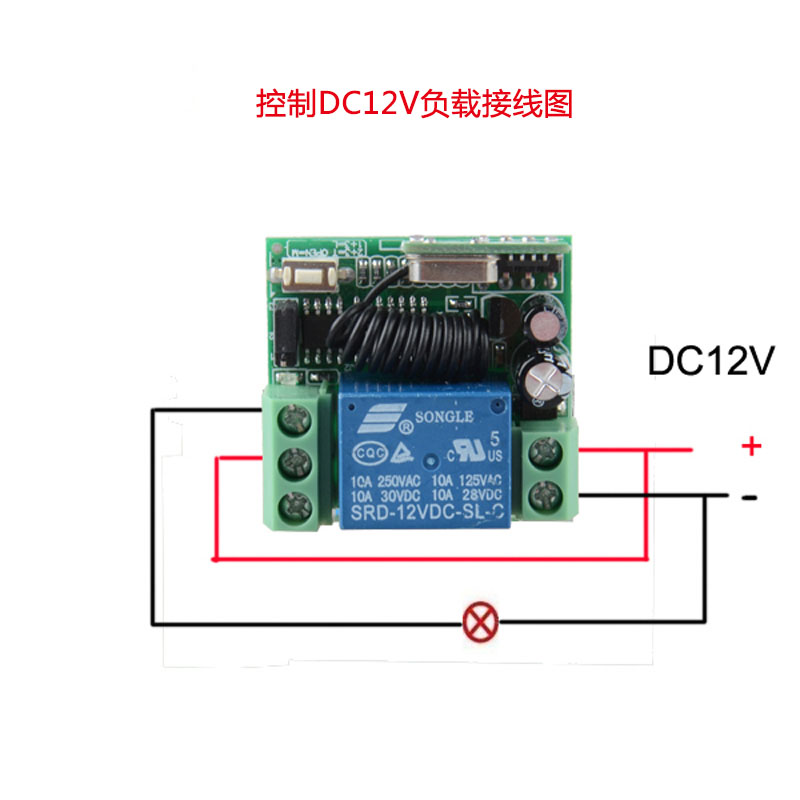 控制DC12V负载接线图
DC12V
+
-
SONGLE
®
CQC
c US
5
10A 250VAC 10A 125VAC
10A 30VDC 10A 28VDC
SRD-12VDC-SL-C